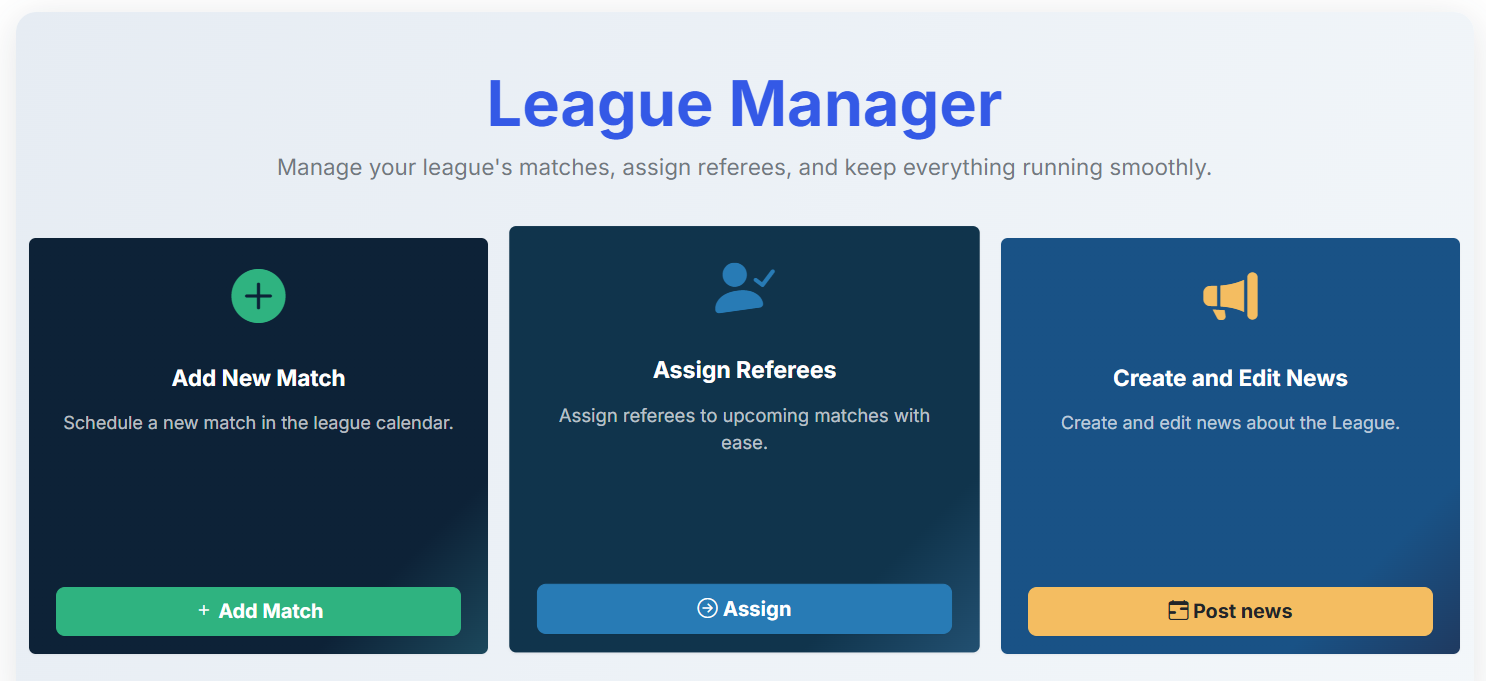 League Manager
Manage your league's matches, assign referees, and keep everything running smoothly.
Add New Match
Schedule a new match in the league calendar.
+ Add Match
Assign Referees
Assign referees to upcoming matches with
ease.
Assign
Create and Edit News
Create and edit news about the League.
Post news